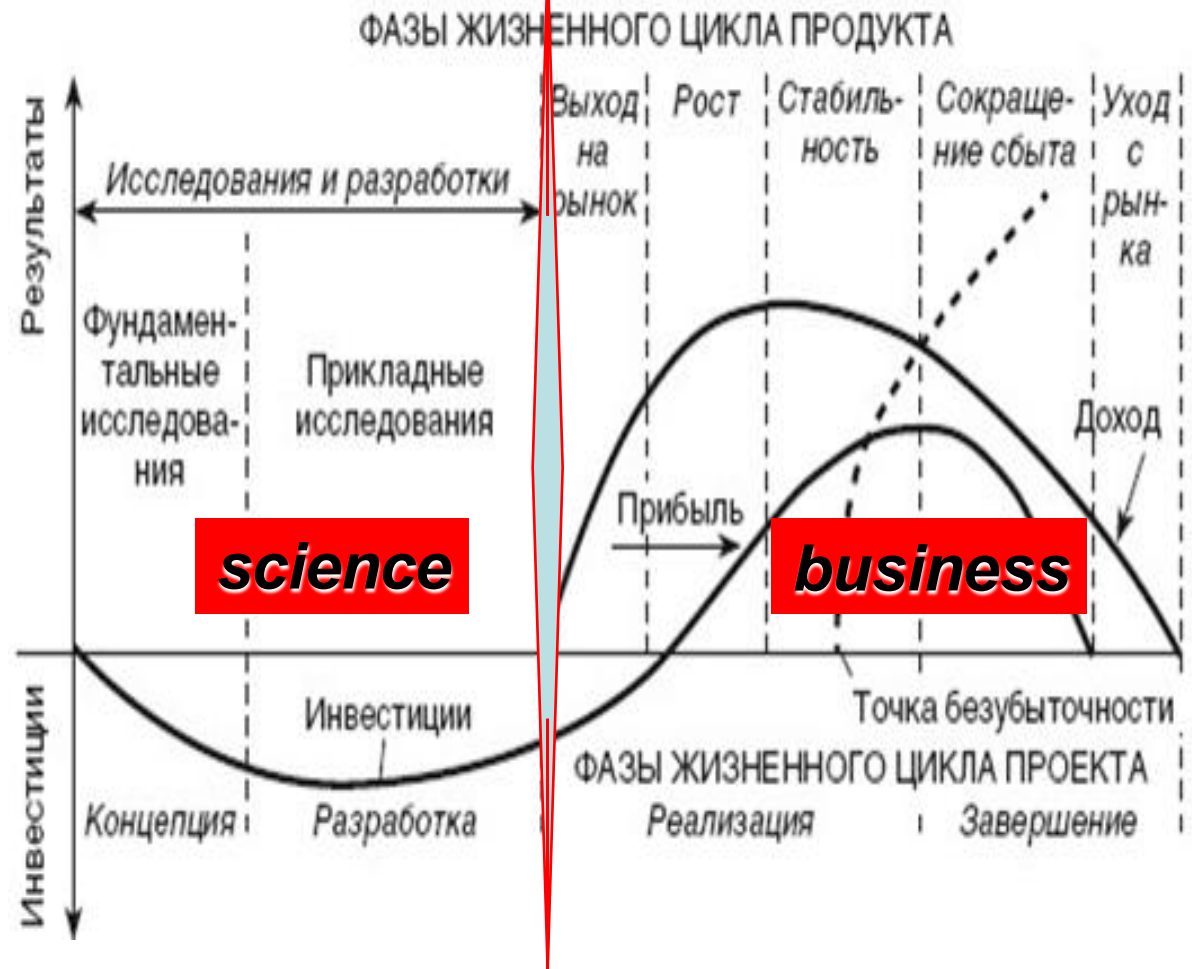 ФАЗЫ ЖИЗНЕННОГО ЦИКЛА ПРОДУКТА
Результаты
Исследования и разработки
Выход
на
рынок
Рост
Стабиль-
ность
Сокраще-
ние сбыта
Уход
с
рын-
ка
Фундамен-
тальные
исследова-
ния
Прикладные
исследования
Доход
Прибыль
science
business
Инвестиции
Инвестиции
Точка безубыточности
ФАЗЫ ЖИЗНЕННОГО ЦИКЛА ПРОЕКТА
Концепция
Разработка
Реализация
Завершение